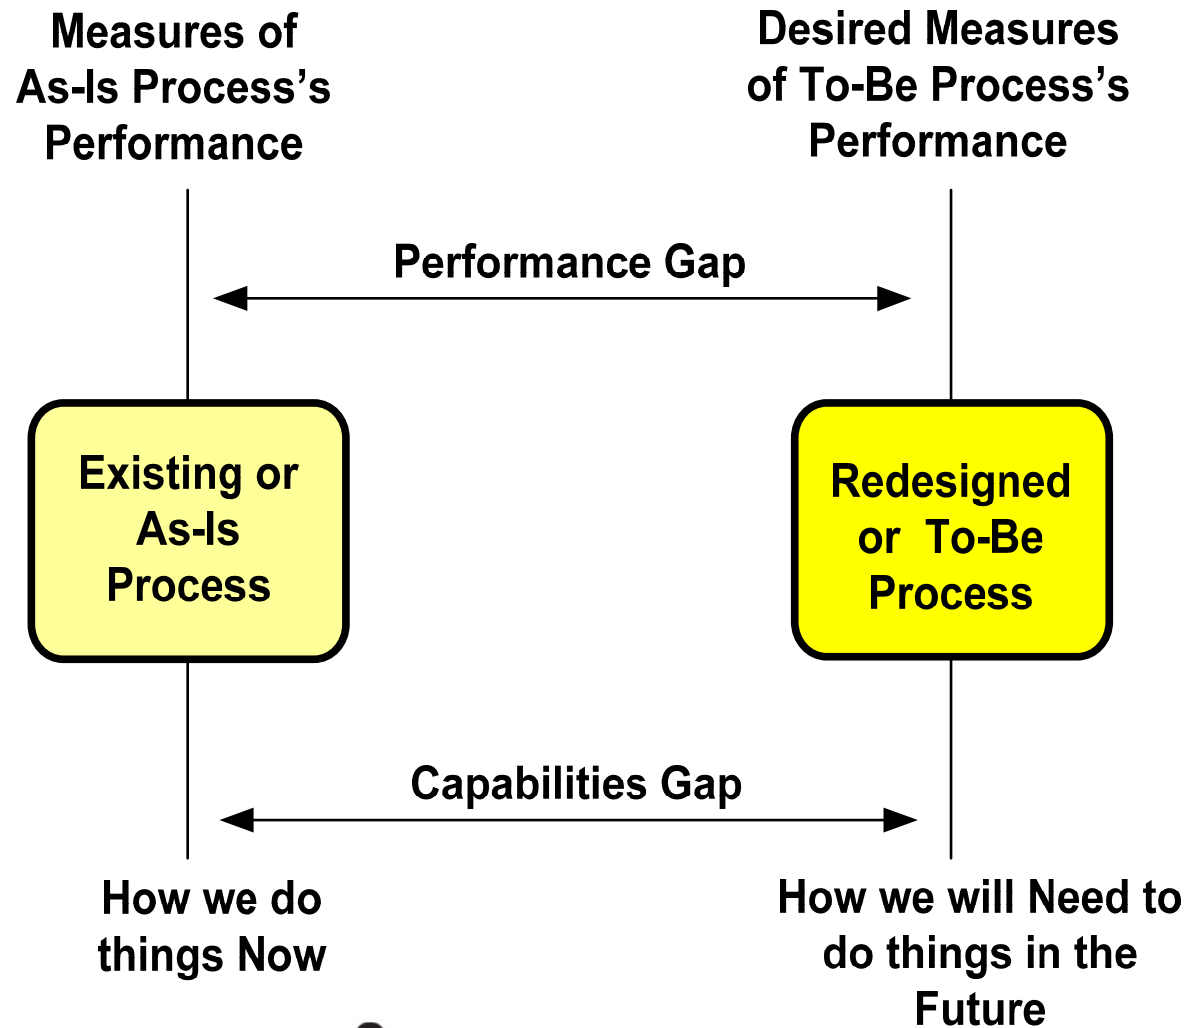 Measures of
As-Is Process’s
Performance
Desired Measures
of To-Be Process’s
Performance
Performance Gap
Existing or
As-Is
Process
Redesigned
or To-Be
Process
Capabilities Gap
How we do
things Now
How we will Need to
do things in the
Future